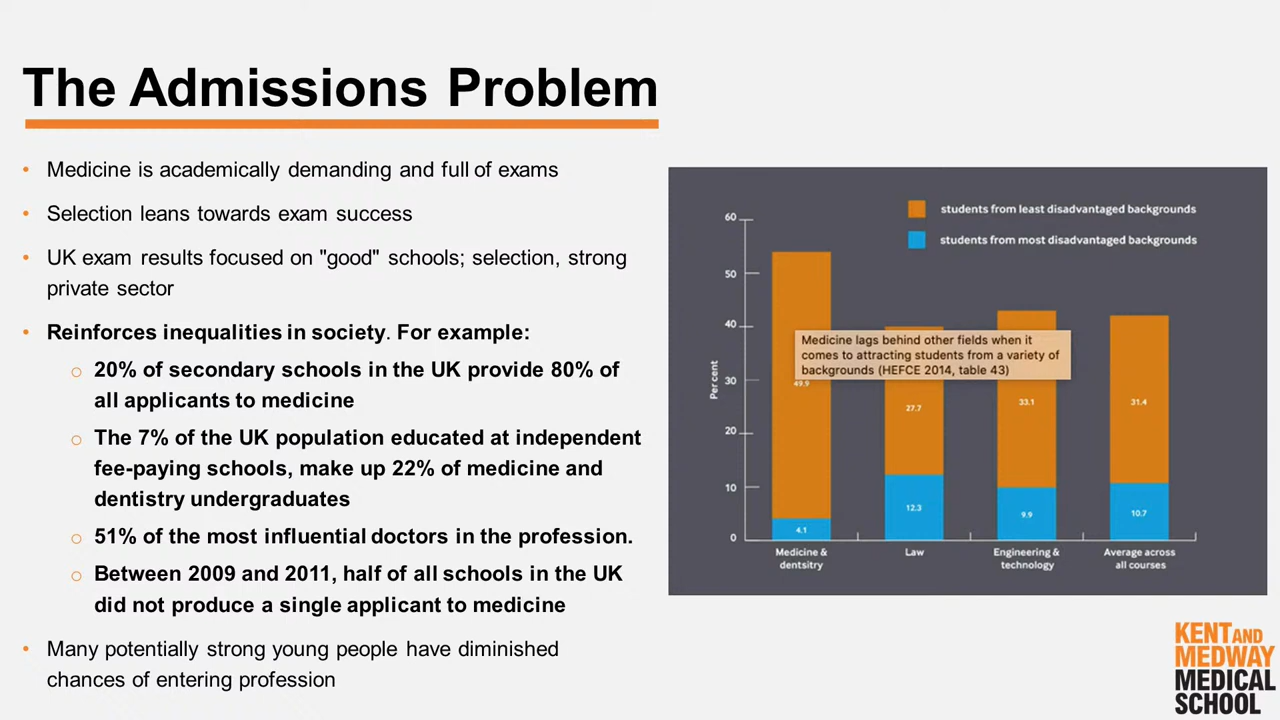 The Admissions Problem
• Medicine is academically demanding and full of exams
• Selection leans towards exam success
• UK exam results focused on "good" schools; selection, strong
private sector
• Reinforces inequalities in society. For example:
o 20% of secondary schools in the UK provide 80% of
all applicants to medicine
o The 7% of the UK population educated at independent
fee-paying schools, make up 22% of medicine and
dentistry undergraduates
o 51% of the most influential doctors in the profession.
o Between 2009 and 2011, half of all schools in the UK
did not produce a single applicant to medicine
• Many potentially strong young people have diminished
chances of entering profession
students from least disadvantaged backgrounds
students from most disadvantaged backgrounds
Per cent
60
50
40
30
20
10
0
Medicine lags behind other fields when it
comes to attracting students from a variety of
backgrounds (HEFCE 2014, table 43)
49.9
27.7
33.1
31.4
4.1
12.3
9.9
10.7
Medicine &
dentsitry
Law
Engineering &
technology
Average across
all courses
KENT AND
MEDWAY
MEDICAL
SCHOOL